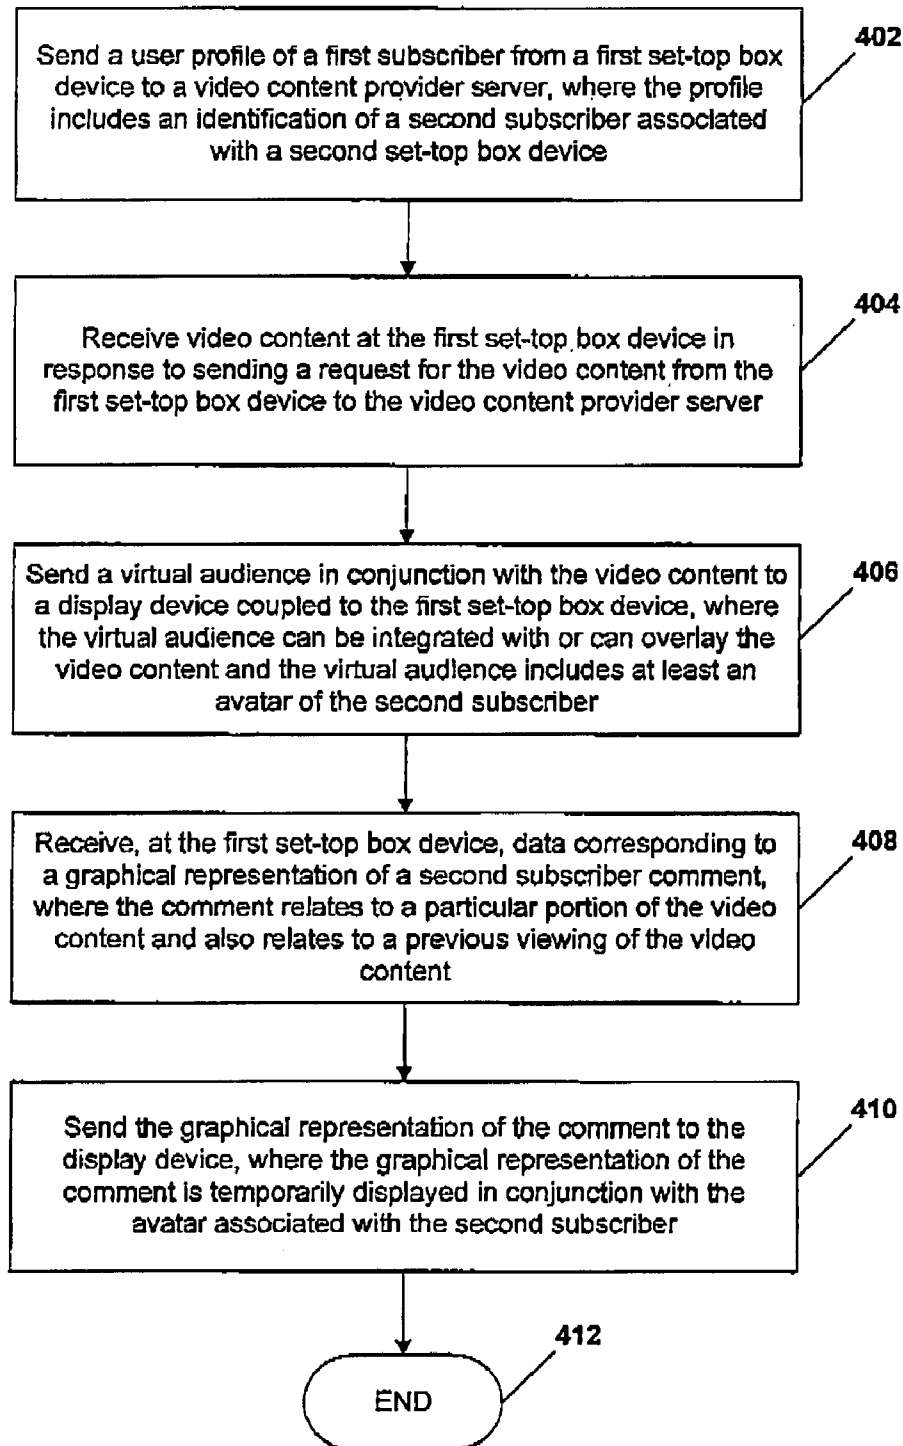 Send a user profile of a first subscriber from a first set-top box
device to a video content provider server, where the profile
includes an identification of a second subscriber associated
with a second set-top box device
402
Receive video content at the first set-top box device in
response to sending a request for the video content from the
first set-top box device to the video content provider server
404
Send a virtual audience in conjunction with the video content to
a display device coupled to the first set-top box device, where
the virtual audience can be integrated with or can overlay the
video content and the virtual audience includes at least an
avatar of the second subscriber
406
Receive, at the first set-top box device, data corresponding to
a graphical representation of a second subscriber comment,
where the comment relates to a particular portion of the video
content and also relates to a previous viewing of the video
content
408
Send the graphical representation of the comment to the
display device, where the graphical representation of the
comment is temporarily displayed in conjunction with the
avatar associated with the second subscriber
410
END
412